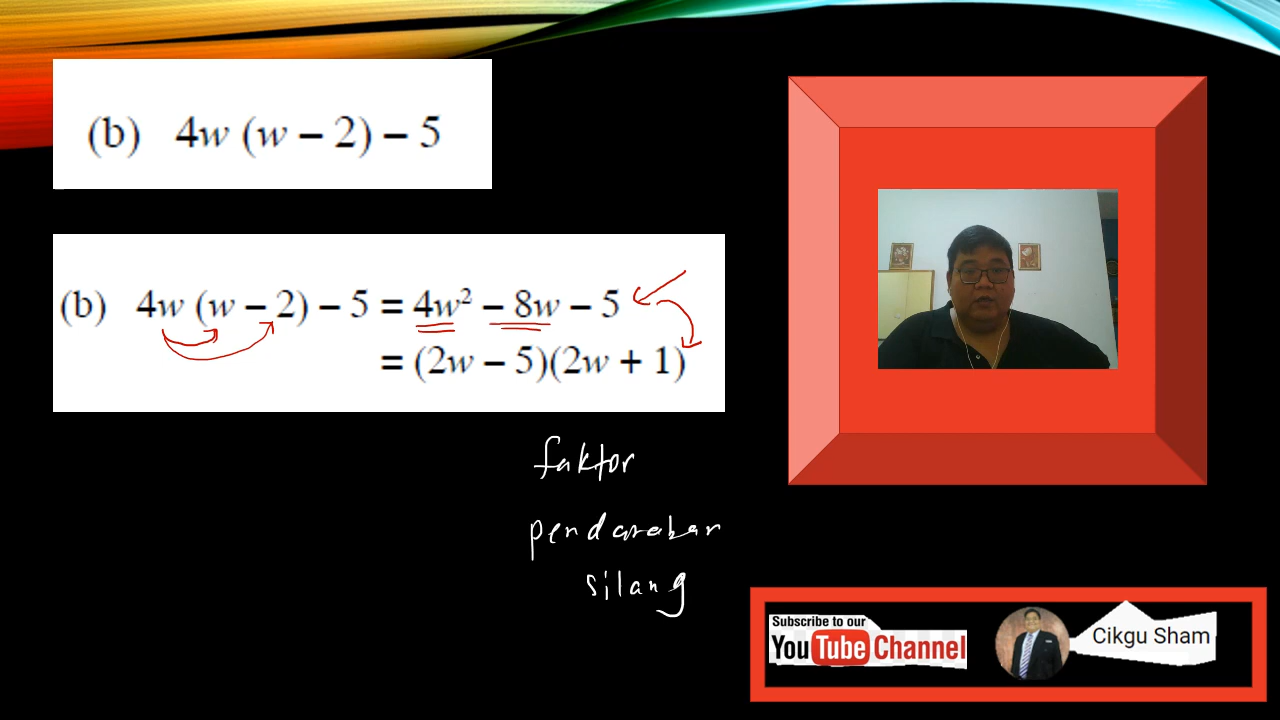 (b) 4w (w – 2) – 5
(b) 4w (w – 2) – 5 = 4w² – 8w – 5
= (2w – 5)(2w + 1)
faktor
pendaraban
silang
Subscribe to our
YouTube Channel
Cikgu Sham